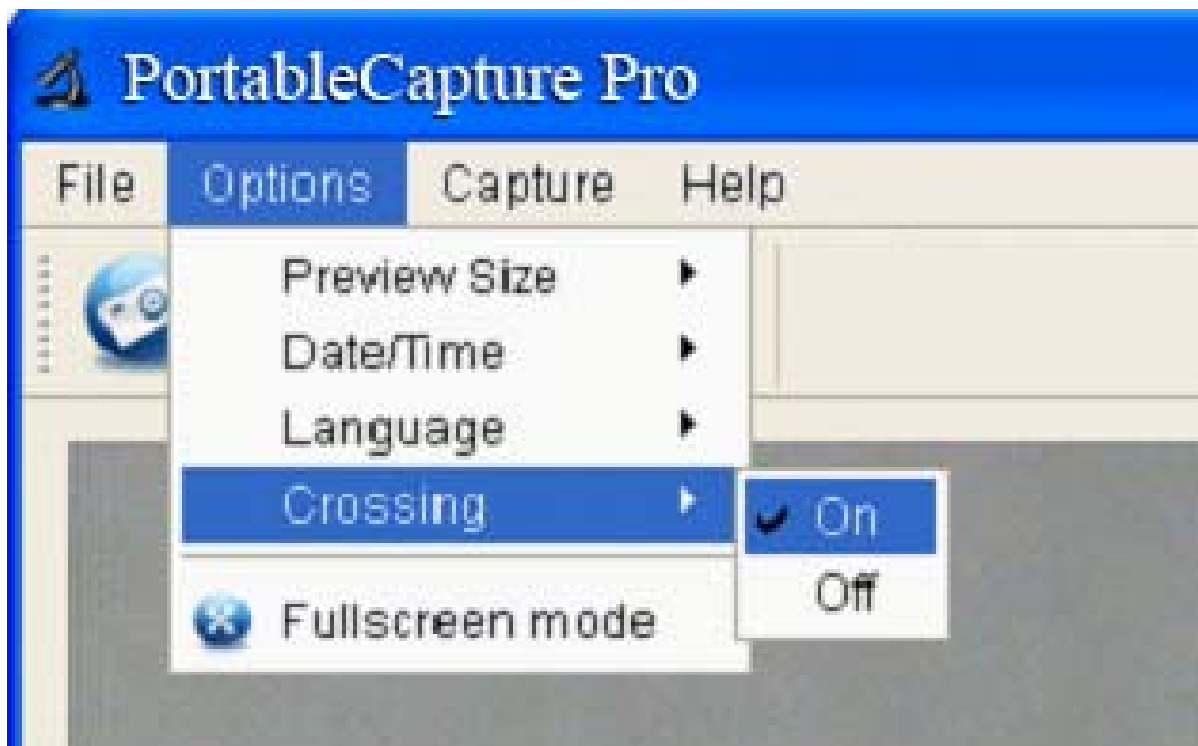 PortableCapture Pro
File Options Capture Help
Preview Size
Date/Time
Language
Crossing
On
Off
Fullscreen mode